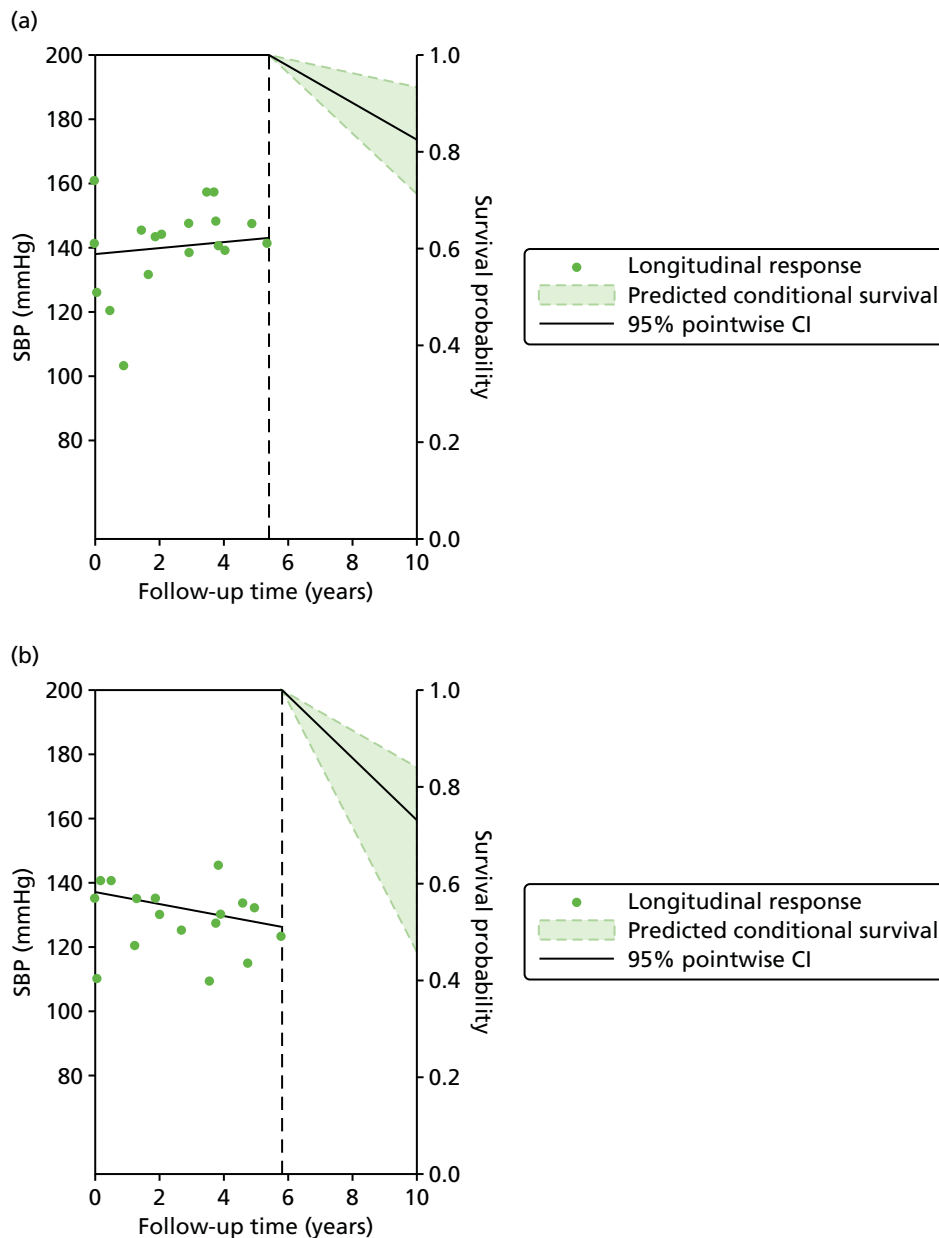 (a)
200
180
160
140
120
100
80
SBP (mmHg)
0
2
4
6
8
10
Follow-up time (years)
1.0
0.8
0.6
0.4
0.2
0.0
Survival probability
Longitudinal response
Predicted conditional survival
95% pointwise CI
(b)
200
180
160
140
120
100
80
SBP (mmHg)
0
2
4
6
8
10
Follow-up time (years)
1.0
0.8
0.6
0.4
0.2
0.0
Survival probability
Longitudinal response
Predicted conditional survival
95% pointwise CI